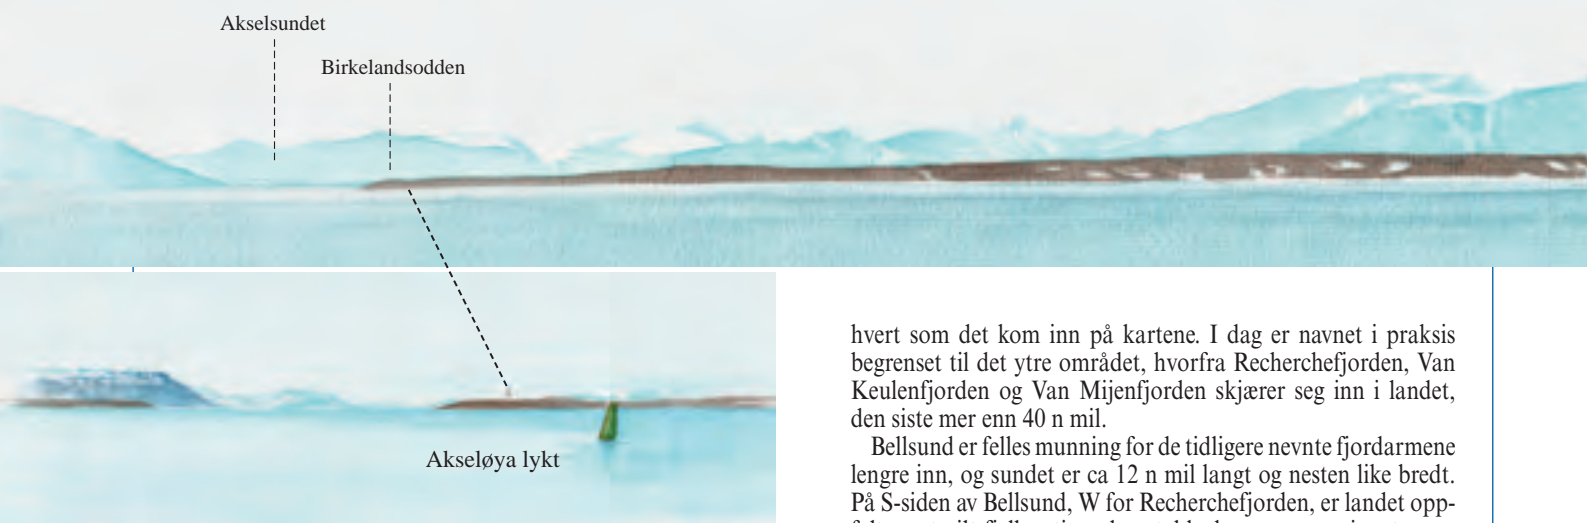 Akselsundet
Birkelandsodden
Akseløya lykt
hvert som det kom inn på kartene. I dag er navnet i praksis
begrenset til det ytre området, hvorfra Recherchefjorden, Van
Keulenfjorden og Van Mijenfjorden skjærer seg inn i landet,
den siste mer enn 40 n mil.
Bellsund er felles munning for de tidligere nevnte fjordarmene
lengre inn, og sundet er ca 12 n mil langt og nesten like bredt.
På S-siden av Bellsund, W for Recherchefjorden, er landet opp-